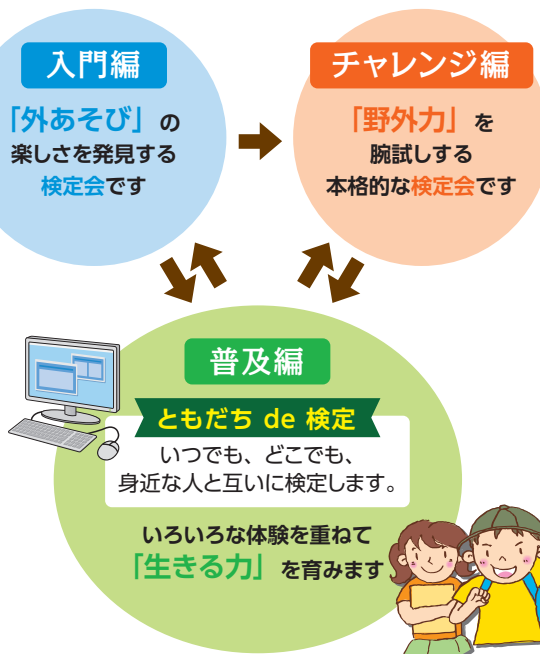 入門編
「外あそび」の
楽しさを発見する
検定会です
チャレンジ編
「野外力」を
腕試しする
本格的な検定会です
普及編
ともだち de 検定
いつでも、どこでも、
身近な人と互いに検定します。
いろいろな体験を重ねて
「生きる力」を育みます